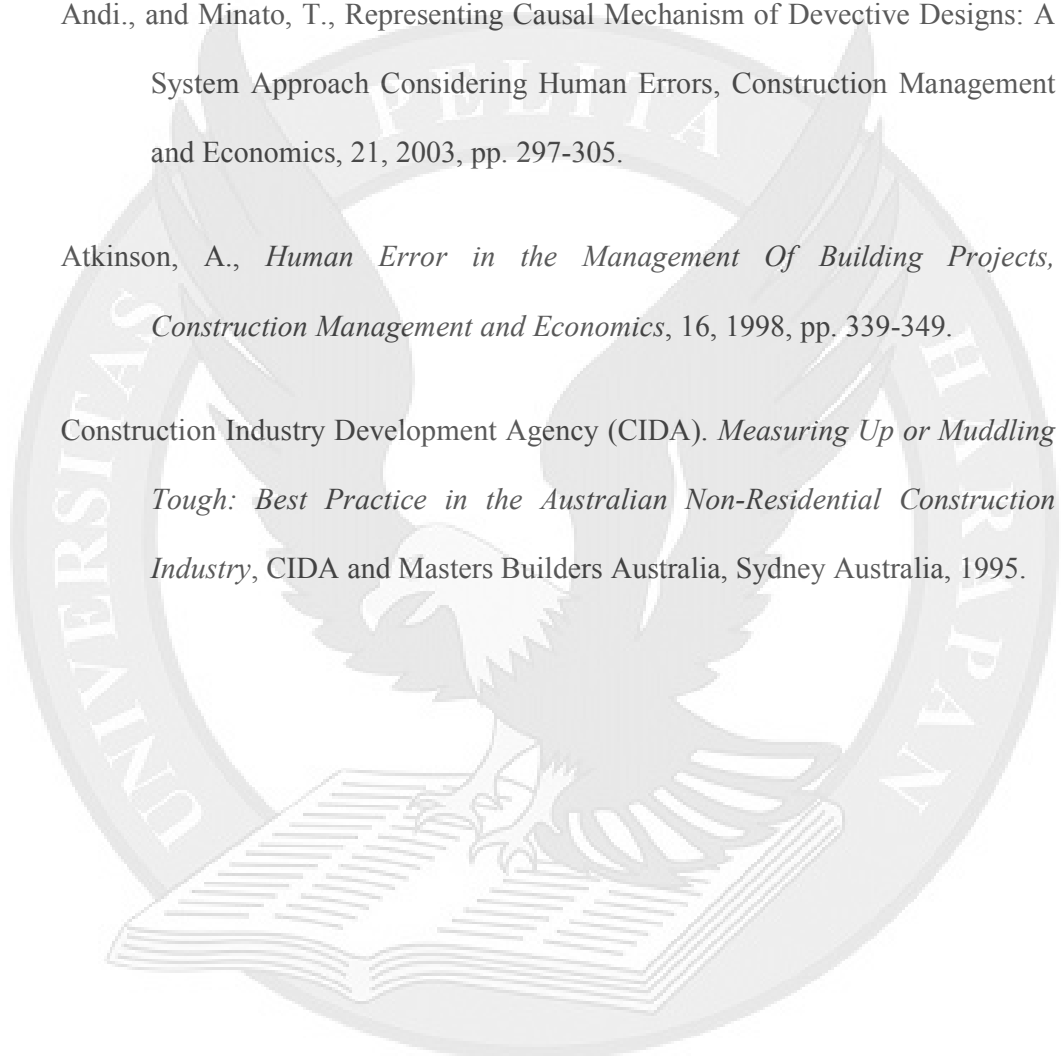 Andi., and Minato, T., Representing Causal Mechanism of Devective Designs: A
System Approach Considering Human Errors, Construction Management
and Economics, 21, 2003, pp. 297-305.
Atkinson, A., Human Error in the Management Of Building Projects,
Construction Management and Economics, 16, 1998, pp. 339-349.
Construction Industry Development Agency (CIDA). Measuring Up or Muddling
Tough: Best Practice in the Australian Non-Residential Construction
Industry, CIDA and Masters Builders Australia, Sydney Australia, 1995.
UNIVERSITAS PELITA HARAPAN